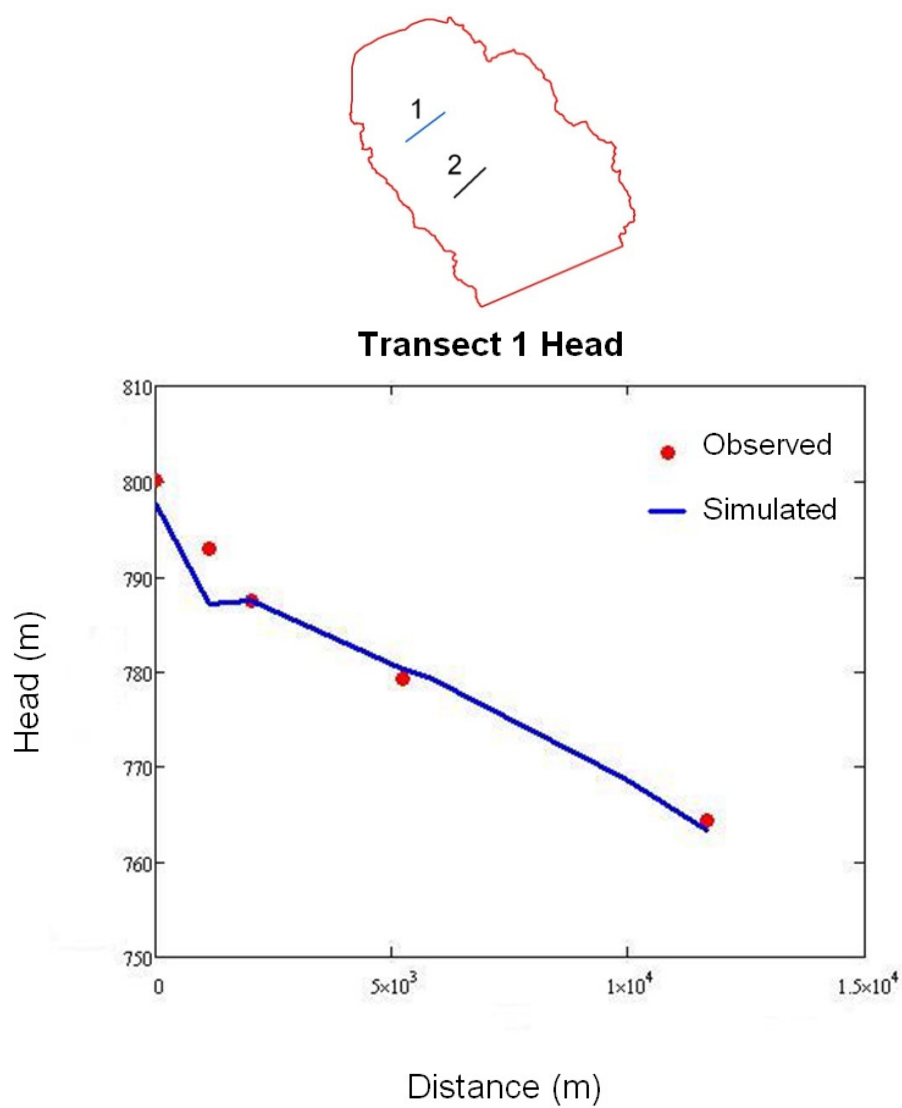 1
2
Transect 1 Head
810
800
790
780
770
760
750
Observed
Simulated
Head (m)
0
5×10³
1×10⁴
1.5×10⁴
Distance (m)